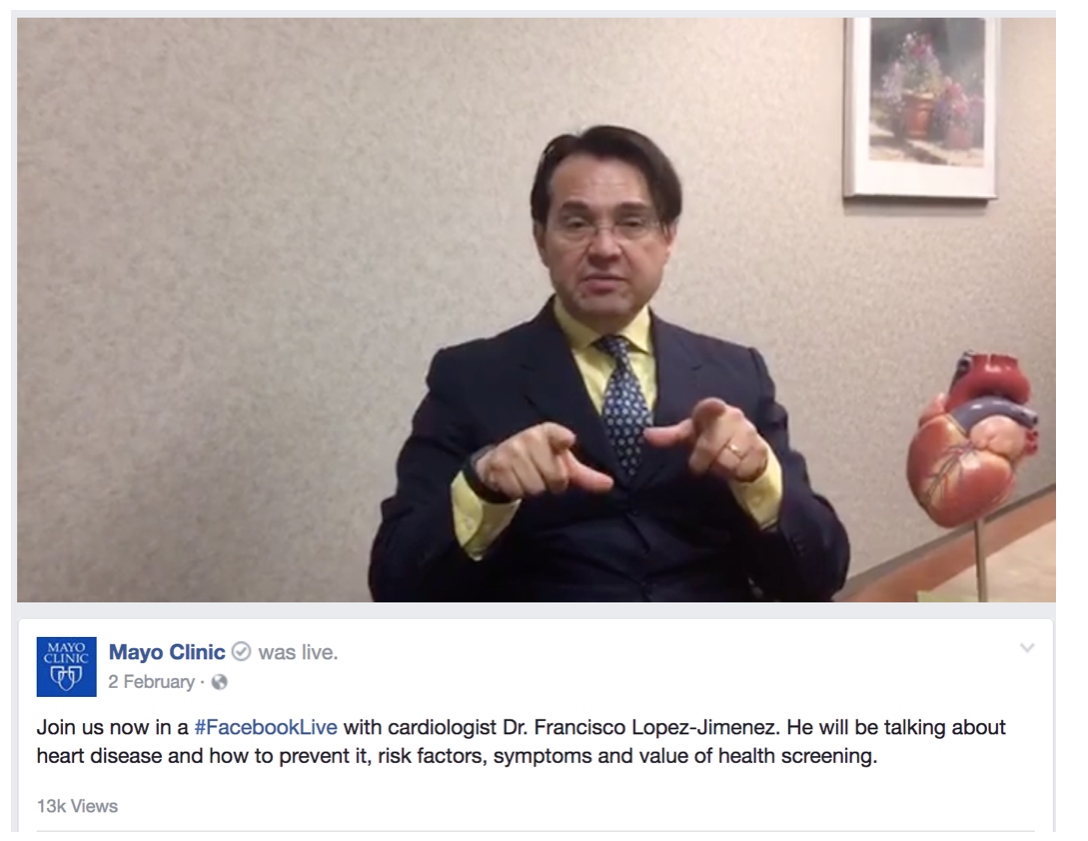 MAYO
CLINIC
Mayo Clinic was live.
2 February ·
Join us now in a #FacebookLive with cardiologist Dr. Francisco Lopez-Jimenez. He will be talking about
heart disease and how to prevent it, risk factors, symptoms and value of health screening.
13k Views